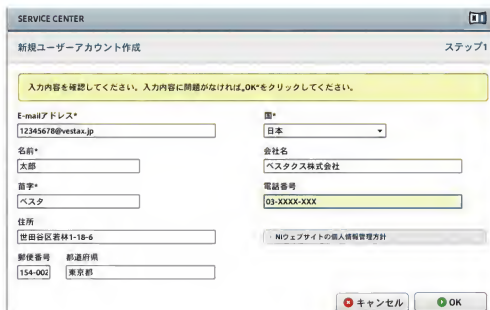 SERVICE CENTER
新規ユーザーアカウント作成
ステップ1
入力内容を確認してください。入力内容に問題がなければ„OK“をクリックしてください。
E-mailアドレス*
12345678@vestax.jp
国*
日本
名前*
太郎
会社名
ベスタクス株式会社
苗字*
ベスタ
電話番号
03-XXXX-XXX
住所
世田谷区若林1-18-6
NIウェブサイトの個人情報管理方針
郵便番号 都道府県
154-002 東京都
キャンセル OK